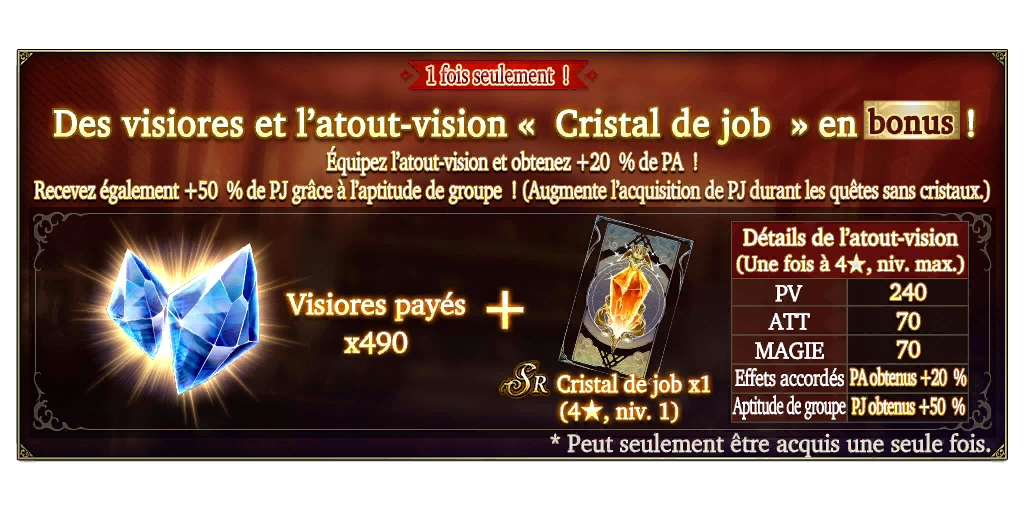 1 fois seulement !
Des visiores et l'atout-vision « Cristal de job » en bonus !
Équipez l'atout-vision et obtenez +20 % de PA !
Recevez également +50 % de PJ grâce à l'aptitude de groupe ! (Augmente l'acquisition de PJ durant les quêtes sans cristaux.)
Visiores payés
x490
+
SR Cristal de job x1
(4★, niv. 1)
Détails de l'atout-vision
(Une fois à 4★, niv. max.)
PV 240
ATT 70
MAGIE 70
Effets accordés PA obtenus +20 %
Aptitude de groupe PJ obtenus +50 %
* Peut seulement être acquis une seule fois.